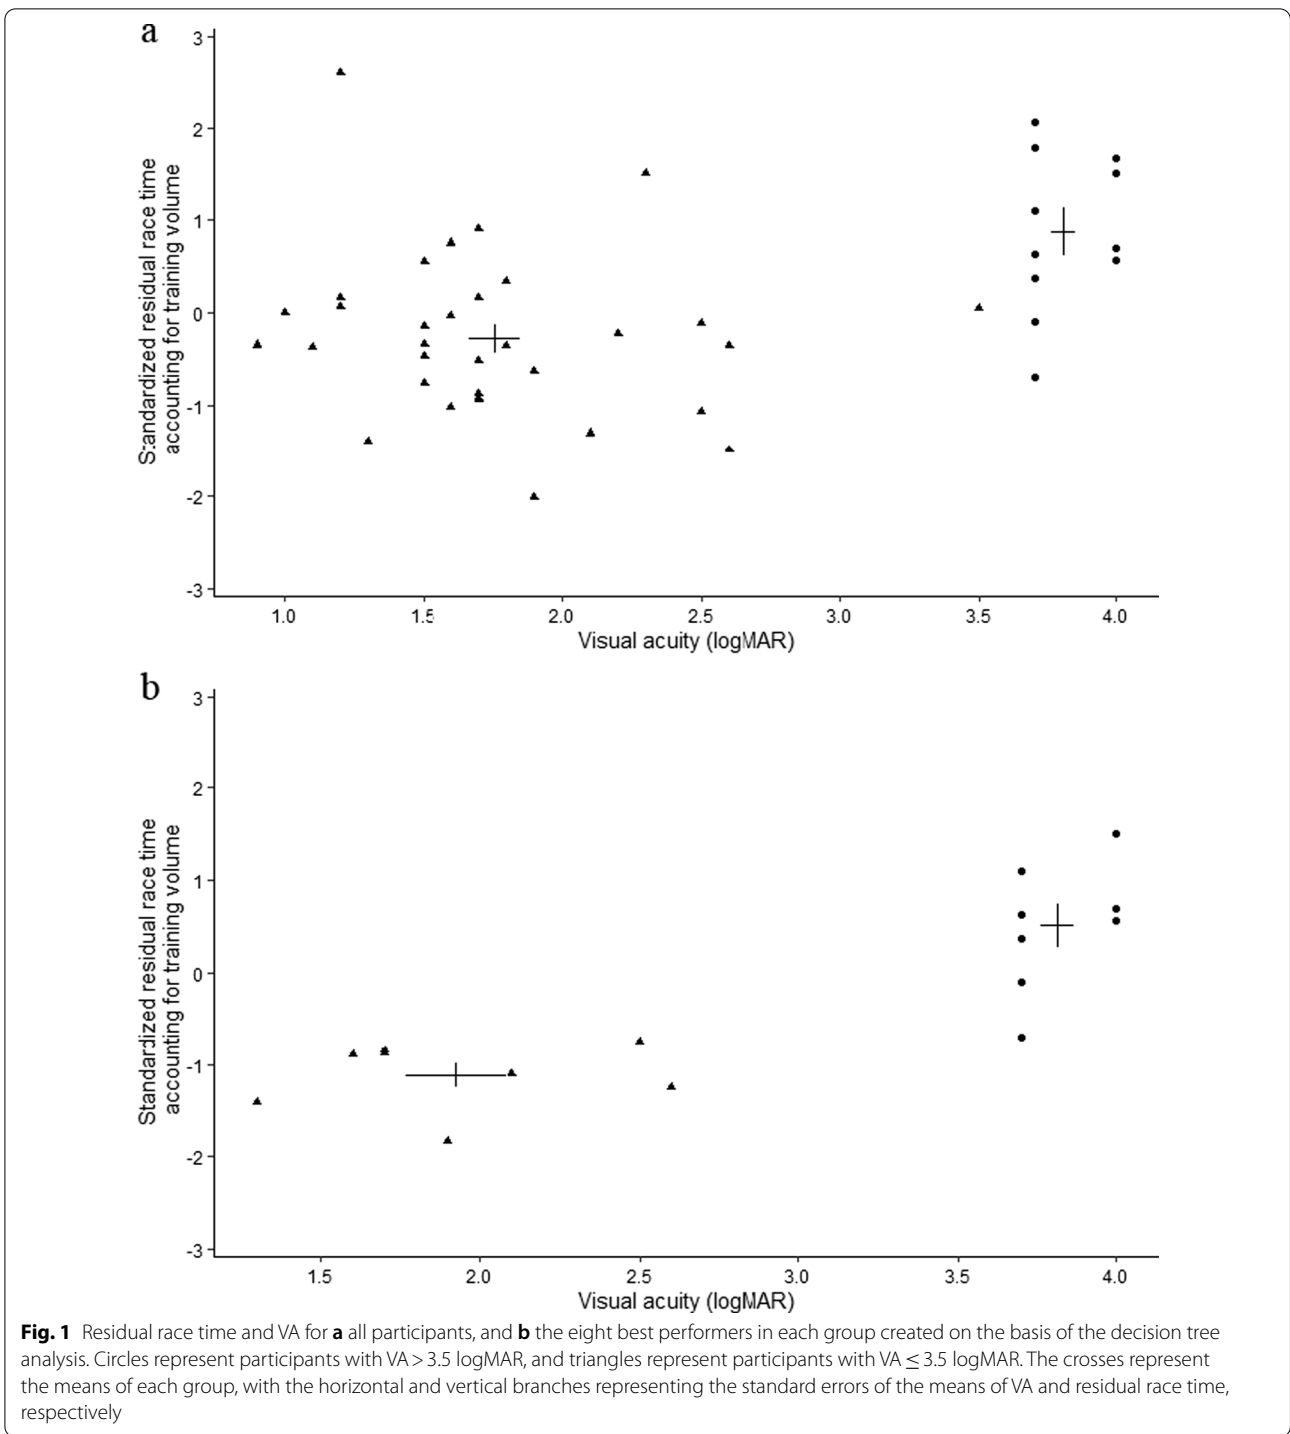 a
3
2
1
0
-1
-2
-3
Standardized residual race time
accounting for training volume
1.0 1.5 2.0 2.5 3.0 3.5 4.0
Visual acuity (logMAR)
b
3
2
1
0
-1
-2
-3
Standardized residual race time
accounting for training volume
1.5 2.0 2.5 3.0 3.5 4.0
Visual acuity (logMAR)
Fig. 1 Residual race time and VA for a all participants, and b the eight best performers in each group created on the basis of the decision tree
analysis. Circles represent participants with VA > 3.5 logMAR, and triangles represent participants with VA ≤ 3.5 logMAR. The crosses represent
the means of each group, with the horizontal and vertical branches representing the standard errors of the means of VA and residual race time,
respectively